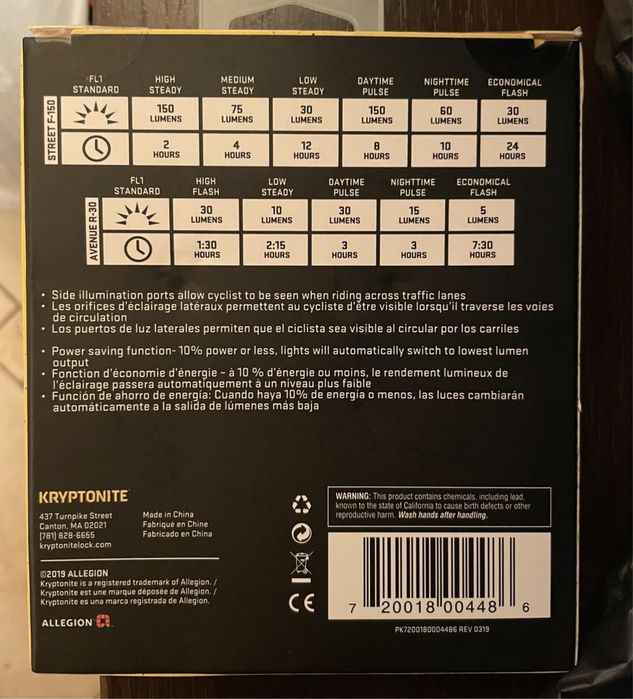 FL1 STANDARD HIGH STEADY MEDIUM STEADY LOW STEADY DAYTIME PULSE NIGHTTIME PULSE ECONOMICAL FLASH
STREET F-150
150 LUMENS 75 LUMENS 30 LUMENS 150 LUMENS 60 LUMENS 30 LUMENS
2 HOURS 4 HOURS 12 HOURS 8 HOURS 10 HOURS 24 HOURS
FL1 STANDARD HIGH FLASH LOW STEADY DAYTIME PULSE NIGHTTIME PULSE ECONOMICAL FLASH
AVENUE R-30
30 LUMENS 10 LUMENS 30 LUMENS 15 LUMENS 5 LUMENS
1:30 HOURS 2:15 HOURS 3 HOURS 3 HOURS 7:30 HOURS
• Side illumination ports allow cyclist to be seen when riding across traffic lanes
• Les orifices d'éclairage latéraux permettent au cycliste d'être visible lorsqu'il traverse les voies
de circulation
• Los puertos de luz laterales permiten que el ciclista sea visible al circular por los carriles
• Power saving function- 10% power or less, lights will automatically switch to lowest lumen
output
• Fonction d'économie d'énergie - à 10 % d'énergie ou moins, le rendement lumineux de
l'éclairage passera automatiquement à un niveau plus faible
• Función de ahorro de energía: Cuando haya 10% de energía o menos, las luces cambiarán
automáticamente a la salida de lúmenes más baja
KRYPTONITE
437 Turnpike Street
Canton, MA 02021
(781) 828-6655
kryptonitelock.com
Made in China
Fabriqué en Chine
Fabricado en China
©2019 ALLEGION
Kryptonite is a registered trademark of Allegion. /
Kryptonite est une marque déposée de Allegion. /
Kryptonite es una marca registrada de Allegion.
ALLEGION
CE
WARNING: This product contains chemicals, including lead,
known to the state of California to cause birth defects or other
reproductive harm. Wash hands after handling.
7 20018 00448 6
PK7200180004486 REV 0319